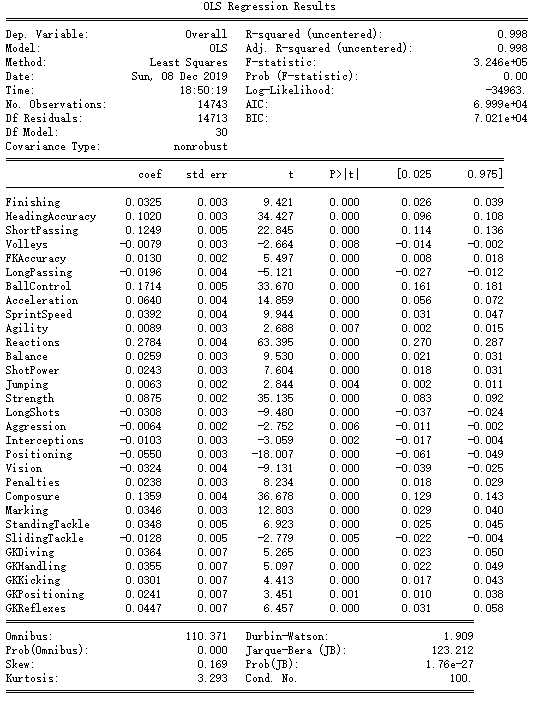 OLS Regression Results
Dep. Variable: Overall R-squared (uncentered): 0.998
Model: OLS Adj. R-squared (uncentered): 0.998
Method: Least Squares F-statistic: 3.246e+05
Date: Sun, 08 Dec 2019 Prob (F-statistic): 0.00
Time: 18:50:19 Log-Likelihood: -34963.
No. Observations: 14743 AIC: 6.999e+04
Df Residuals: 14713 BIC: 7.021e+04
Df Model: 30
Covariance Type: nonrobust
coef std err t P>|t| [0.025 0.975]
Finishing 0.0325 0.003 9.421 0.000 0.026 0.039
HeadingAccuracy 0.1020 0.003 34.427 0.000 0.096 0.108
ShortPassing 0.1249 0.005 22.845 0.000 0.114 0.136
Volleys -0.0079 0.003 -2.664 0.008 -0.014 -0.002
FKAccuracy 0.0130 0.002 5.497 0.000 0.008 0.018
LongPassing -0.0196 0.004 -5.121 0.000 -0.027 -0.012
BallControl 0.1714 0.005 33.670 0.000 0.161 0.181
Acceleration 0.0640 0.004 14.859 0.000 0.056 0.072
SprintSpeed 0.0392 0.004 9.944 0.000 0.031 0.047
Agility 0.0089 0.003 2.688 0.007 0.002 0.015
Reactions 0.2784 0.004 63.395 0.000 0.270 0.287
Balance 0.0259 0.003 9.530 0.000 0.021 0.031
ShotPower 0.0243 0.003 7.604 0.000 0.018 0.031
Jumping 0.0063 0.002 2.844 0.004 0.002 0.011
Strength 0.0875 0.002 35.135 0.000 0.083 0.092
LongShots -0.0308 0.003 -9.480 0.000 -0.037 -0.024
Aggression -0.0064 0.002 -2.752 0.006 -0.011 -0.002
Interceptions -0.0103 0.003 -3.059 0.002 -0.017 -0.004
Positioning -0.0550 0.003 -18.007 0.000 -0.061 -0.049
Vision -0.0324 0.004 -9.131 0.000 -0.039 -0.025
Penalties 0.0238 0.003 8.234 0.000 0.018 0.029
Composure 0.1359 0.004 36.678 0.000 0.129 0.143
Marking 0.0346 0.003 12.803 0.000 0.029 0.040
StandingTackle 0.0348 0.005 6.923 0.000 0.025 0.045
SlidingTackle -0.0128 0.005 -2.779 0.005 -0.022 -0.004
GKDiving 0.0364 0.007 5.265 0.000 0.023 0.050
GKHandling 0.0355 0.007 5.097 0.000 0.022 0.049
GKKicking 0.0301 0.007 4.413 0.000 0.017 0.043
GKPositioning 0.0241 0.007 3.451 0.001 0.010 0.038
GKReflexes 0.0447 0.007 6.457 0.000 0.031 0.058
Omnibus: 110.371 Durbin-Watson: 1.909
Prob(Omnibus): 0.000 Jarque-Bera (JB): 123.212
Skew: 0.169 Prob(JB): 1.76e-27
Kurtosis: 3.293 Cond. No. 100.